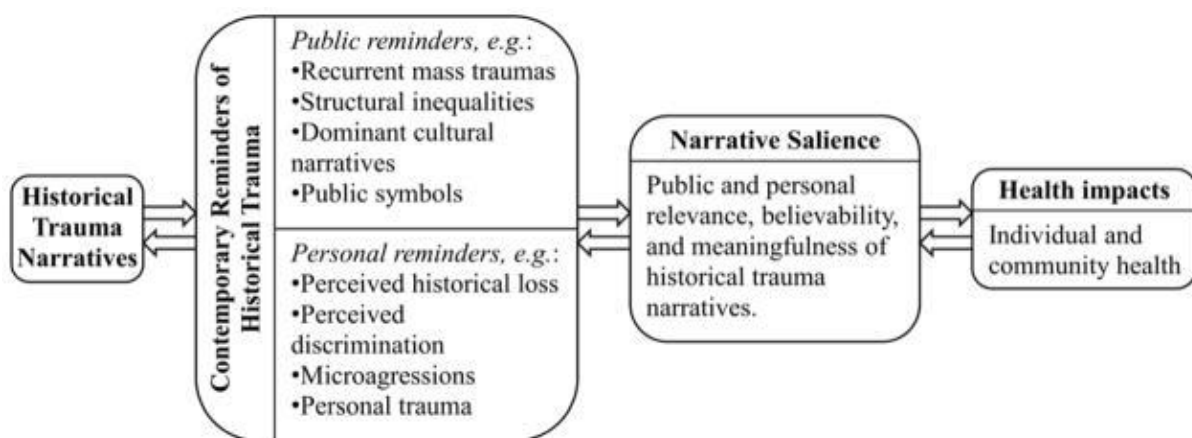 Historical
Trauma
Narratives
Contemporary Reminders of
Historical Trauma
Public reminders, e.g.:
•Recurrent mass traumas
•Structural inequalities
•Dominant cultural
narratives
•Public symbols
Personal reminders, e.g.:
•Perceived historical loss
•Perceived
discrimination
•Microagressions
•Personal trauma
Narrative Salience
Public and personal
relevance, believability,
and meaningfulness of
historical trauma
narratives.
Health impacts
Individual and
community health